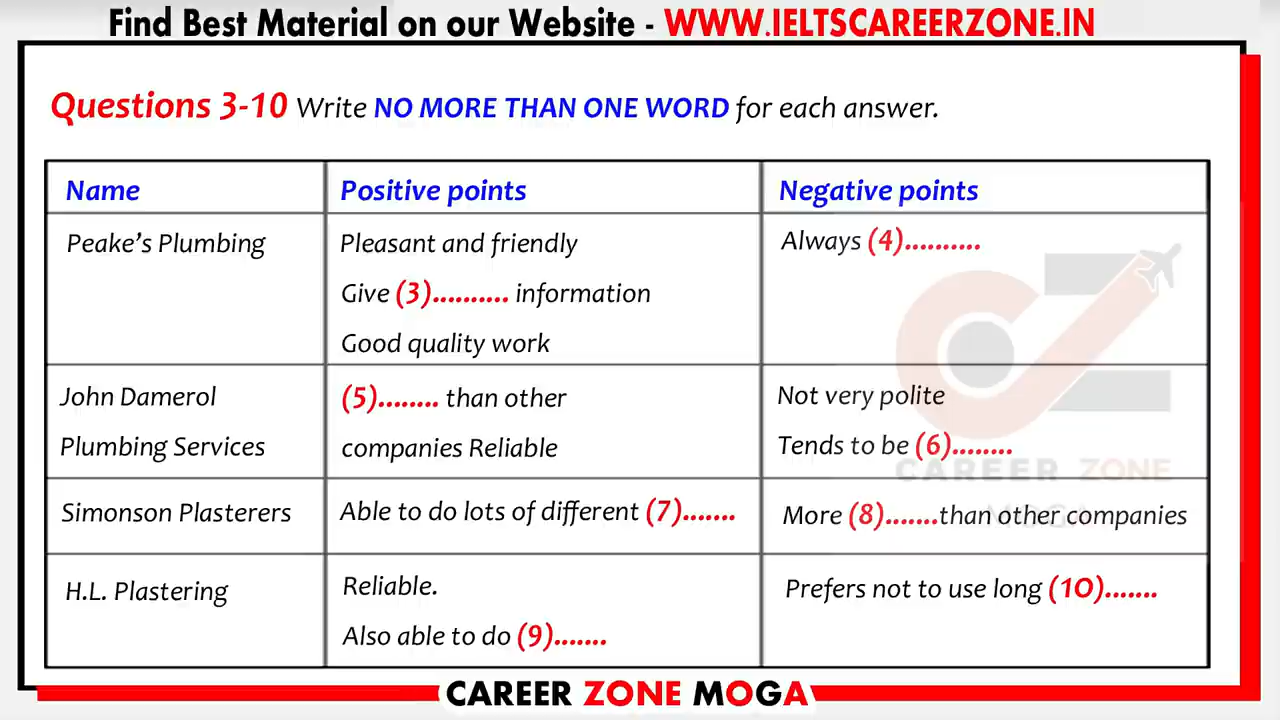 Find Best Material on our Website - WWW.IELTSCAREERZONE.IN
Questions 3-10 Write NO MORE THAN ONE WORD for each answer.
Name Positive points Negative points
Peake's Plumbing Pleasant and friendly Always (4)..........
Give (3).......... information
Good quality work
John Damerol (5)........ than other Not very polite
Plumbing Services companies Reliable Tends to be (6)........
CAREER ZONE
Simonson Plasterers Able to do lots of different (7)....... More (8).......than other companies
MOGA
H.L. Plastering Reliable. Prefers not to use long (10).......
Also able to do (9).......
CAREER ZONE MOGA